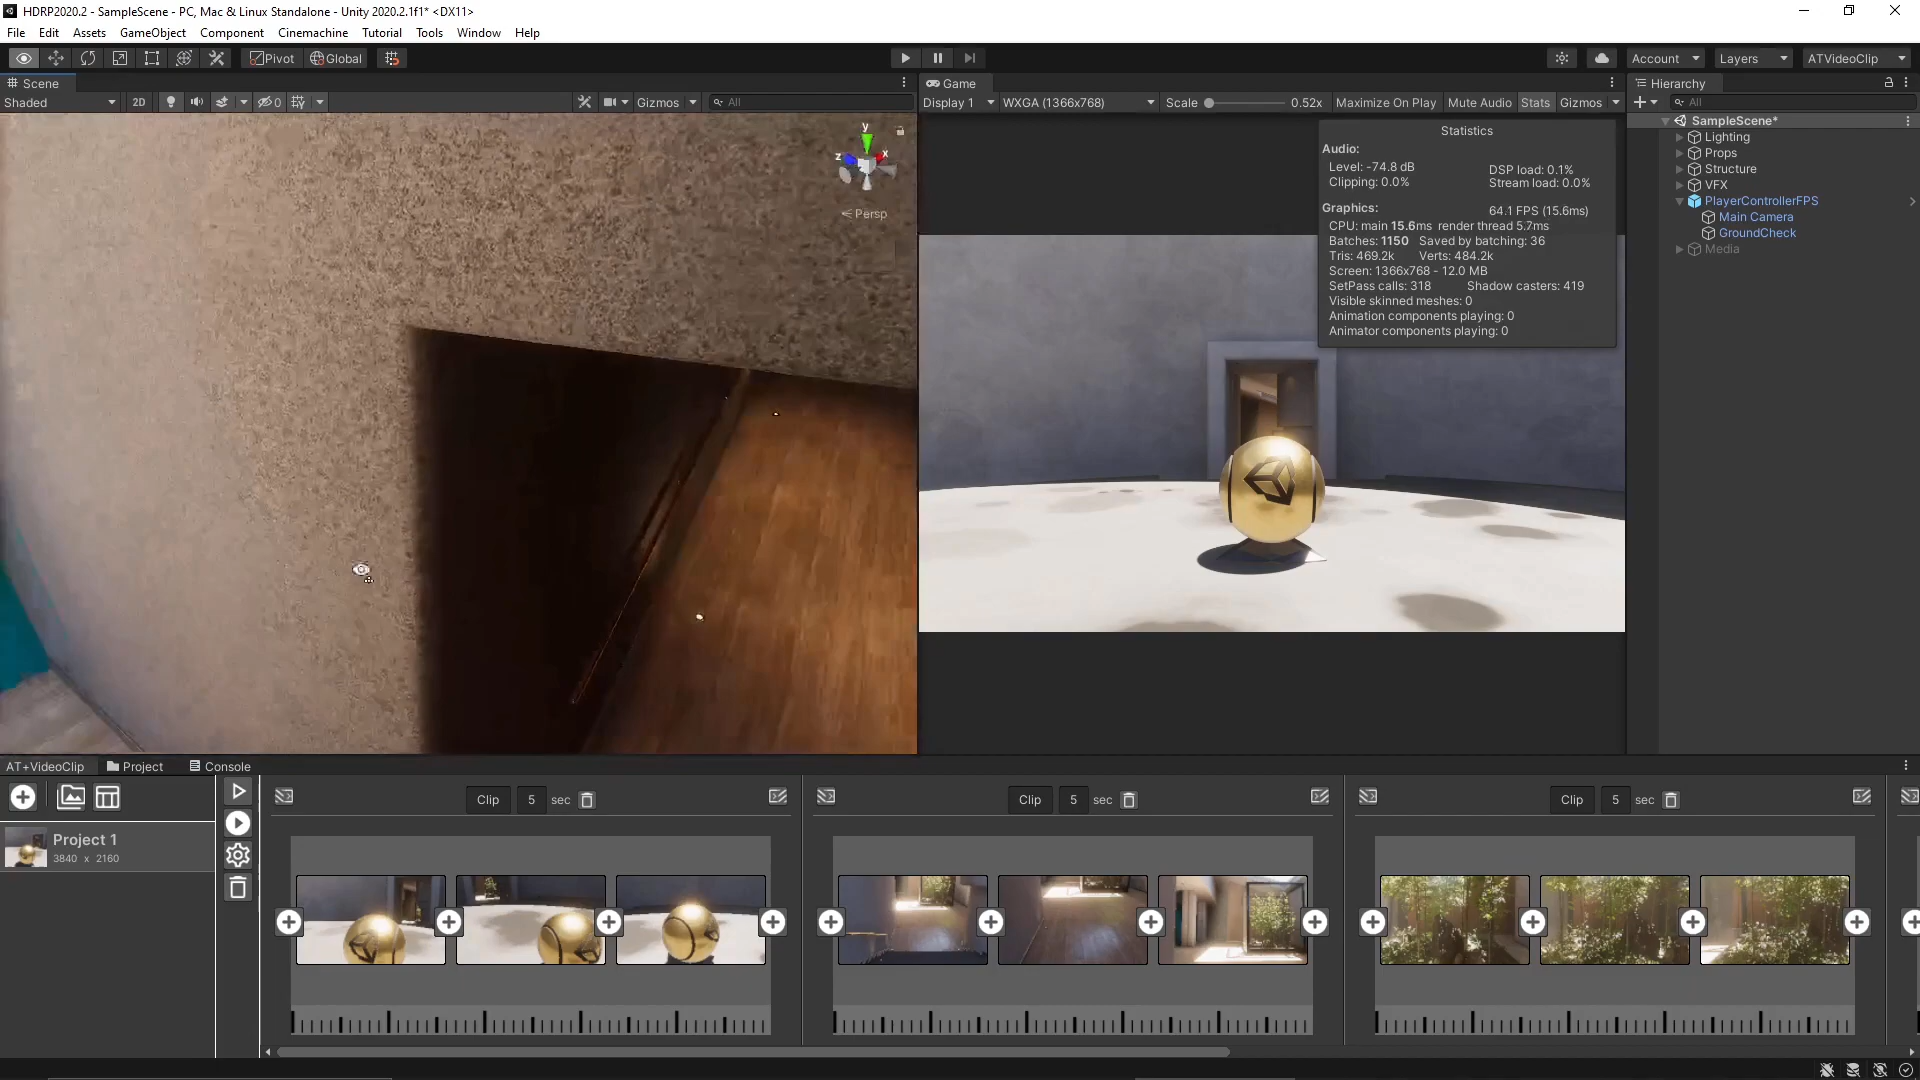 HDRP2020.2 - SampleScene - PC, Mac & Linux Standalone - Unity 2020.2.1f1* <DX11>
File Edit Assets GameObject Component Cinemachine Tutorial Tools Window Help
Pivot Global Account Layers ATVideoClip
Scene
Game
Hierarchy
Shaded 2D 0 Gizmos All
Display 1 WXGA (1366x768) Scale 0.52x Maximize On Play Mute Audio Stats Gizmos
All
y
z
x
Persp
Statistics
Audio:
Level: -74.8 dB DSP load: 0.1%
Clipping: 0.0% Stream load: 0.0%
Graphics: 64.1 FPS (15.6ms)
CPU: main 15.6ms render thread 5.7ms
Batches: 1150 Saved by batching: 36
Tris: 469.2k Verts: 484.2k
Screen: 1366x768 - 12.0 MB
SetPass calls: 318 Shadow casters: 419
Visible skinned meshes: 0
Animation components playing: 0
Animator components playing: 0
SampleScene*
Lighting
Props
Structure
VFX
PlayerControllerFPS
Main Camera
GroundCheck
Media
AT+VideoClip Project Console
Clip 5 sec
Clip 5 sec
Clip 5 sec
Project 1
3840 x 2160